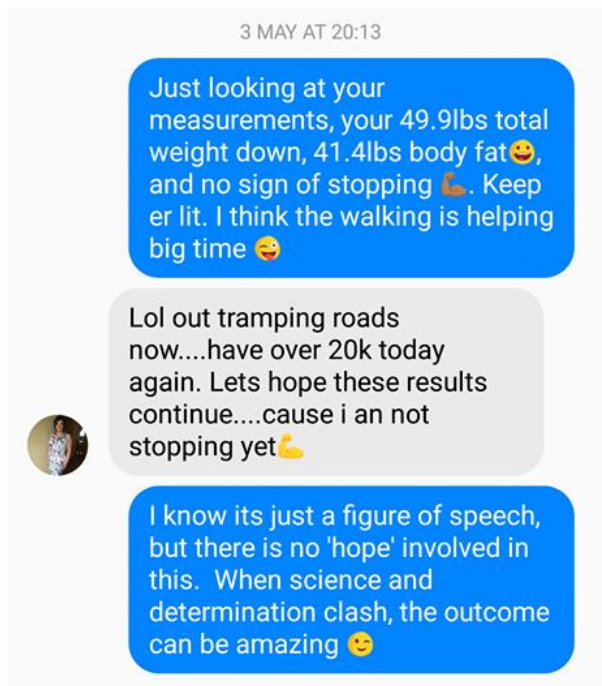 3 MAY AT 20:13
Just looking at your
measurements, your 49.9lbs total
weight down, 41.4lbs body fat😀,
and no sign of stopping 💪🏾. Keep
er lit. I think the walking is helping
big time 😜
Lol out tramping roads
now....have over 20k today
again. Lets hope these results
continue....cause i an not
stopping yet💪
I know its just a figure of speech,
but there is no 'hope' involved in
this.  When science and
determination clash, the outcome
can be amazing 😉